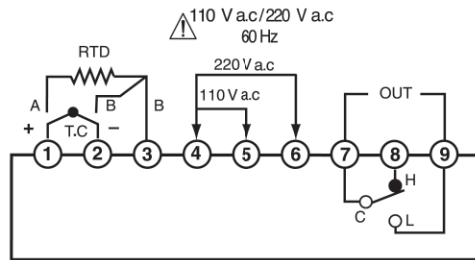 110 V a.c/220 V a.c
60 Hz
RTD
220 V a.c
110 V a.c
OUT
A
B
B
+
T.C
−
1
2
3
4
5
6
7
8
9
H
C
L